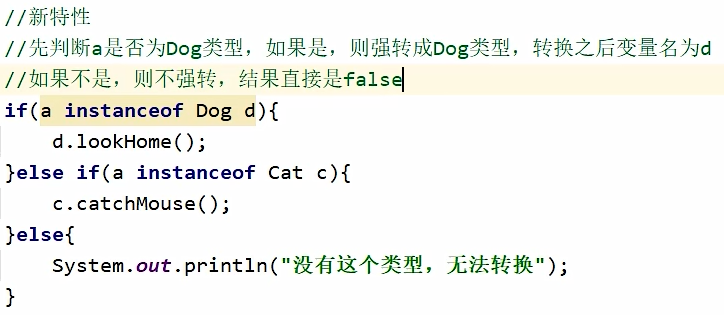 //新特性
//先判断a是否为Dog类型，如果是，则强转成Dog类型，转换之后变量名为d
//如果不是，则不强转，结果直接是false
if(a instanceof Dog d){
    d.lookHome();
}else if(a instanceof Cat c){
    c.catchMouse();
}else{
    System.out.println("没有这个类型，无法转换");
}